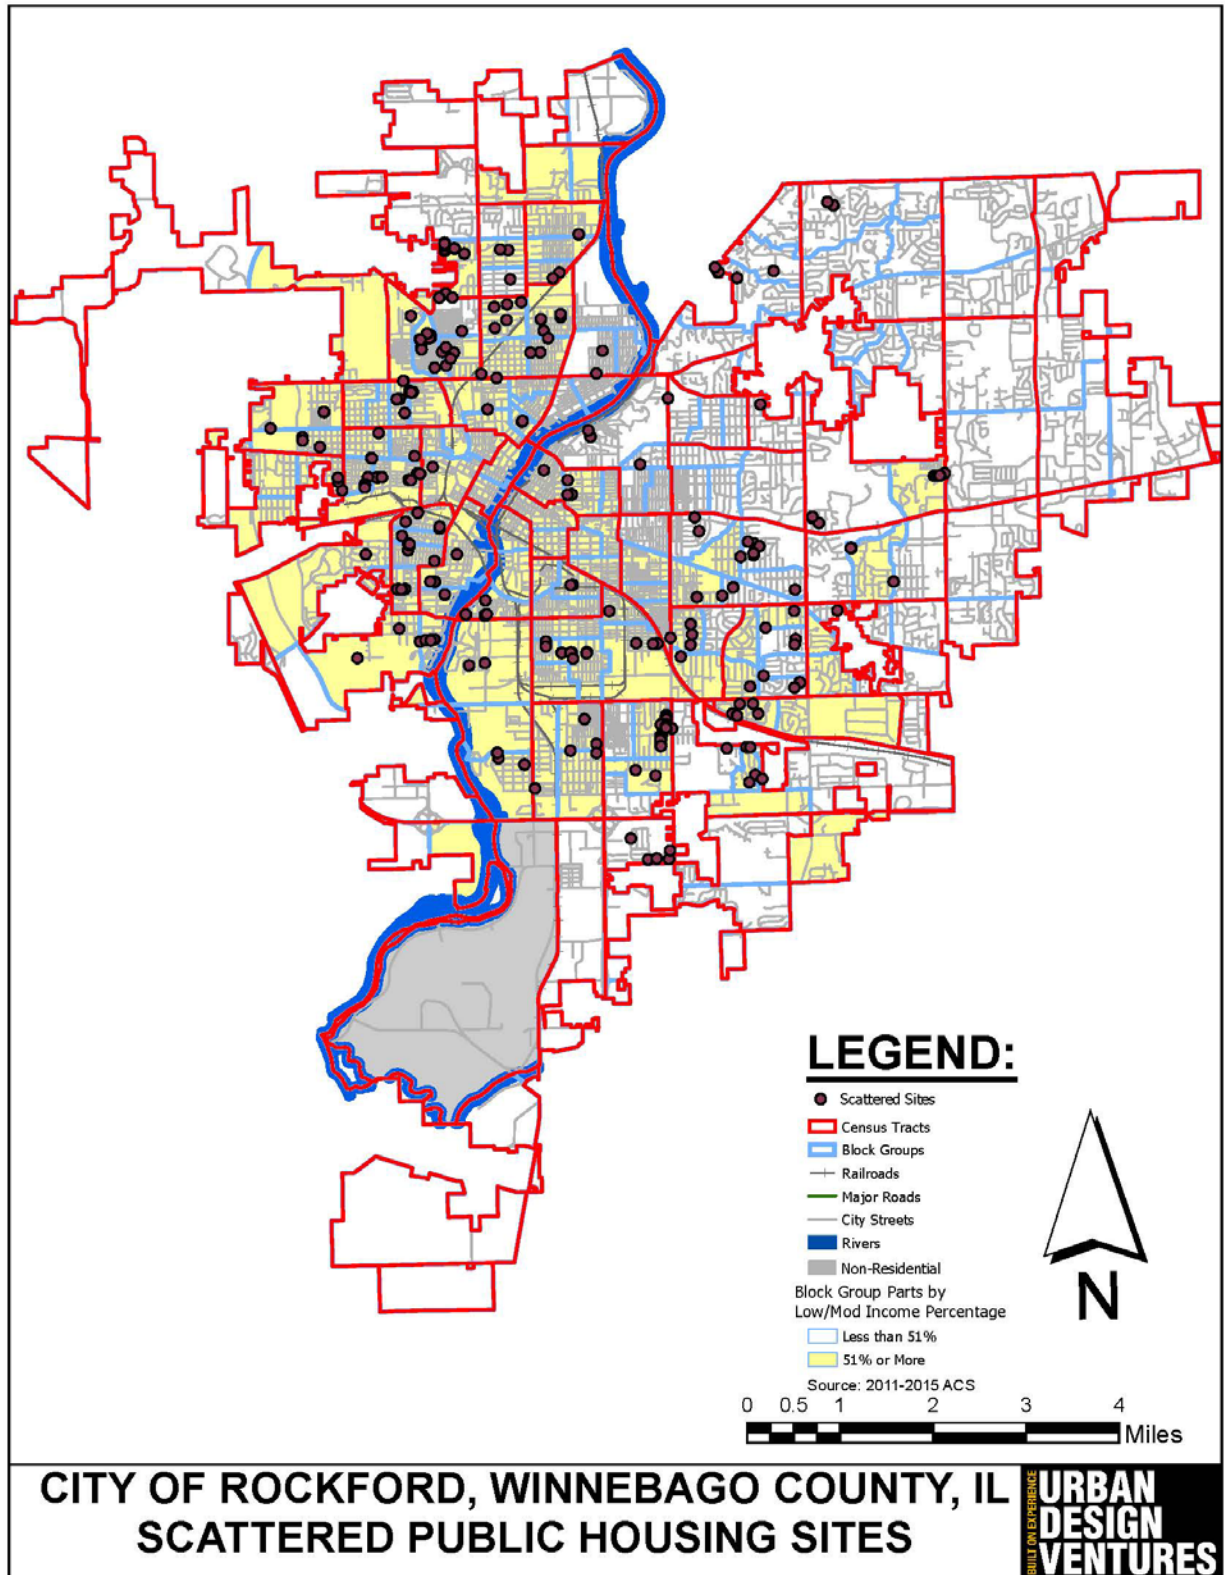 LEGEND:
Scattered Sites
Census Tracts
Block Groups
Railroads
Major Roads
City Streets
Rivers
Non-Residential
Block Group Parts by
Low/Mod Income Percentage
Less than 51%
51% or More
Source: 2011-2015 ACS
0 0.5 1 2 3 4
Miles
N
CITY OF ROCKFORD, WINNEBAGO COUNTY, IL
SCATTERED PUBLIC HOUSING SITES
BUILT ON EXPERIENCE
URBAN
DESIGN
VENTURES